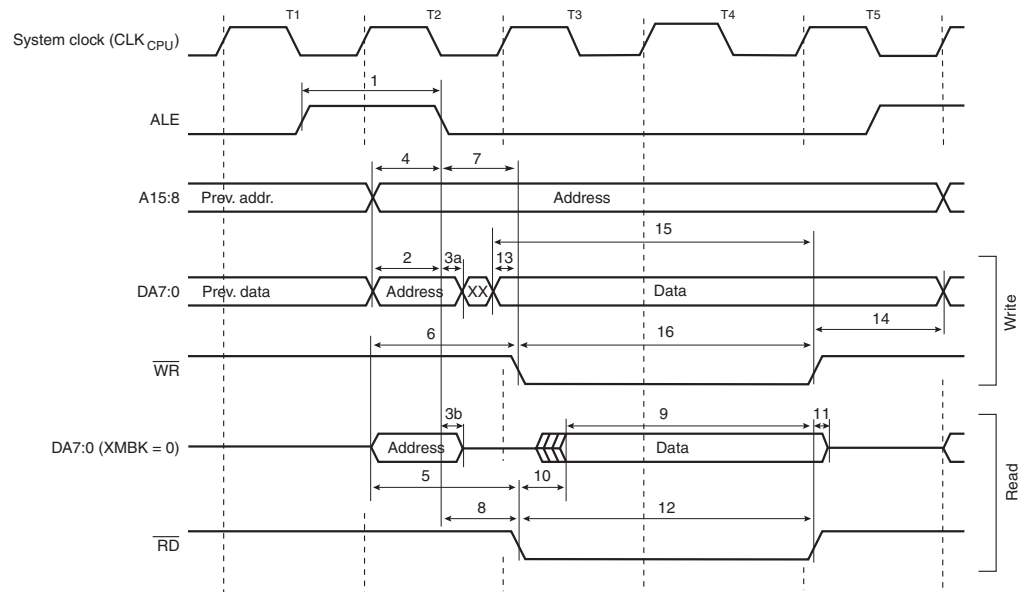 T1 T2 T3 T4 T5
System clock (CLK CPU)
1
ALE
4 7
A15:8 Prev. addr. Address
15
2 3a 13
DA7:0 Prev. data Address XX Data
14
6 16
WR
Write
3b 9 11
DA7:0 (XMBK = 0) Address Data
5 10
Read
8 12
RD